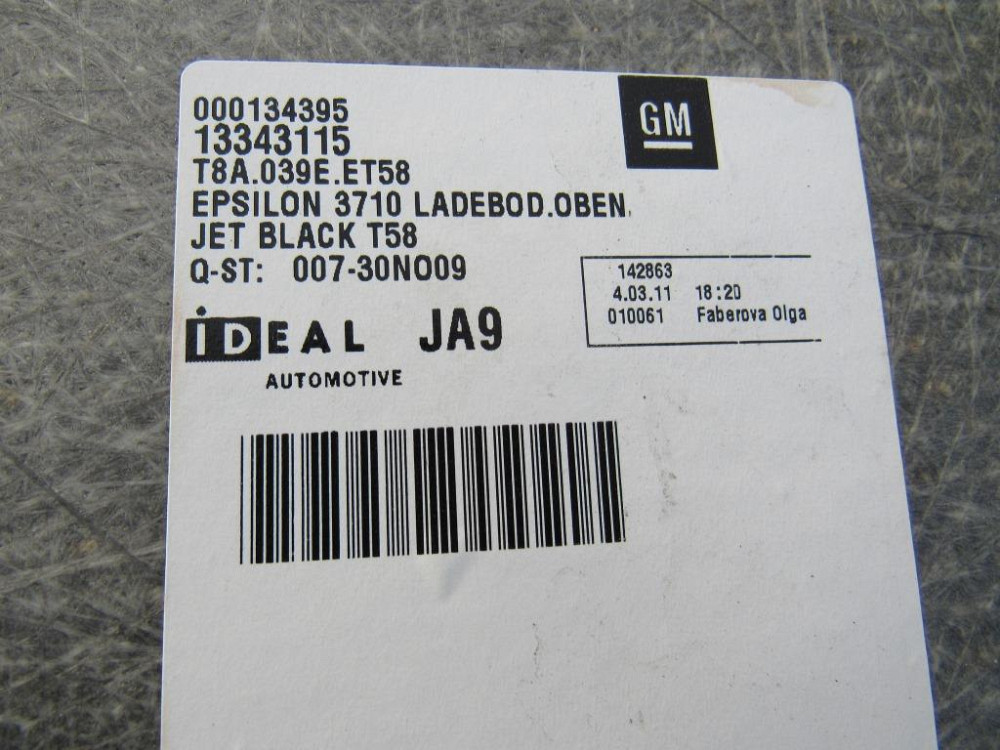 000134395
13343115
T8A.039E.ET58
EPSILON 3710 LADEBOD.OBEN.
JET BLACK T58
Q-ST: 007-30NO09
GM
142863
4.03.11 18:20
010061 Faberova Olga
iDEAL JA9
AUTOMOTIVE